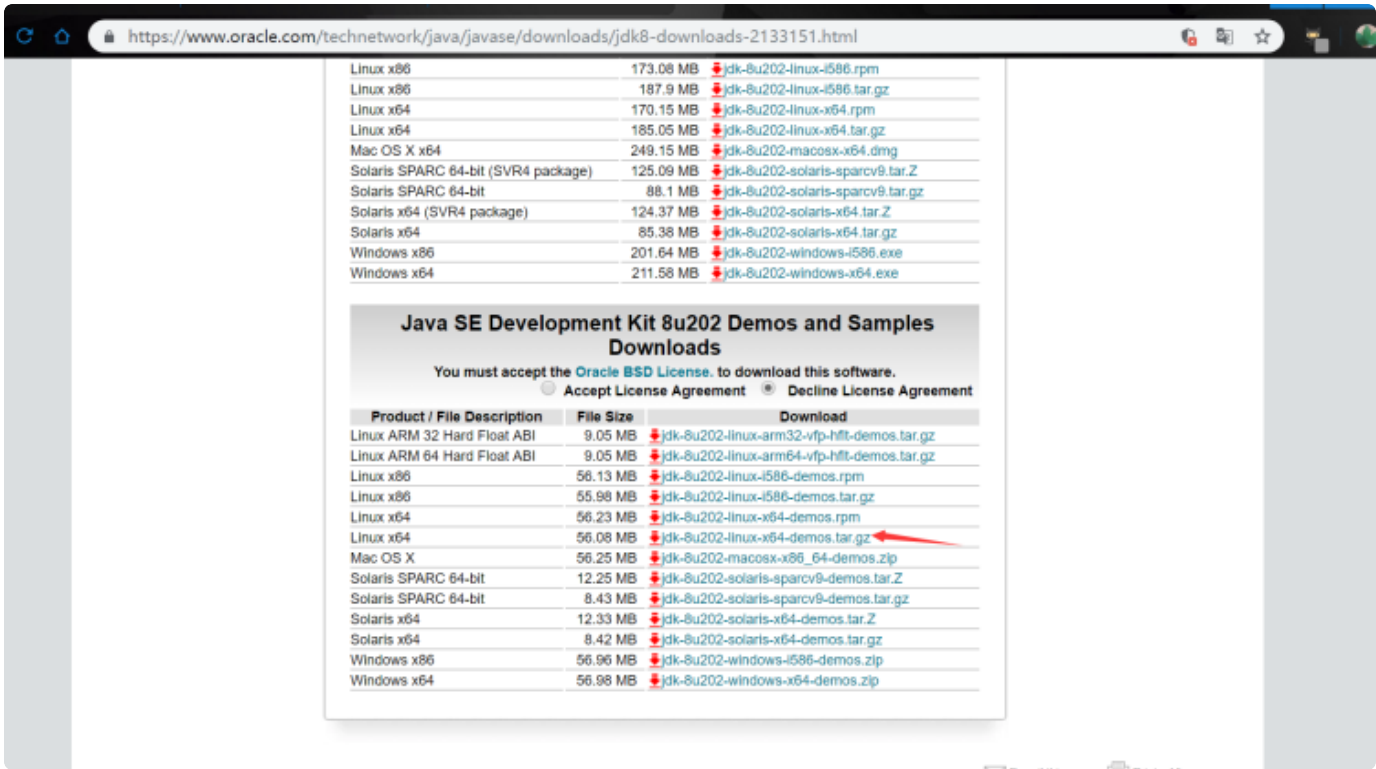 https://www.oracle.com/technetwork/java/javase/downloads/jdk8-downloads-2133151.html
Linux x86 173.08 MB jdk-8u202-linux-i586.rpm
Linux x86 187.9 MB jdk-8u202-linux-i586.tar.gz
Linux x64 170.15 MB jdk-8u202-linux-x64.rpm
Linux x64 185.05 MB jdk-8u202-linux-x64.tar.gz
Mac OS X x64 249.15 MB jdk-8u202-macosx-x64.dmg
Solaris SPARC 64-bit (SVR4 package) 125.09 MB jdk-8u202-solaris-sparcv9.tar.Z
Solaris SPARC 64-bit 88.1 MB jdk-8u202-solaris-sparcv9.tar.gz
Solaris x64 (SVR4 package) 124.37 MB jdk-8u202-solaris-x64.tar.Z
Solaris x64 85.38 MB jdk-8u202-solaris-x64.tar.gz
Windows x86 201.64 MB jdk-8u202-windows-i586.exe
Windows x64 211.58 MB jdk-8u202-windows-x64.exe
Java SE Development Kit 8u202 Demos and Samples
Downloads
You must accept the Oracle BSD License. to download this software.
Accept License Agreement Decline License Agreement
Product / File Description File Size Download
Linux ARM 32 Hard Float ABI 9.05 MB jdk-8u202-linux-arm32-vfp-hflt-demos.tar.gz
Linux ARM 64 Hard Float ABI 9.05 MB jdk-8u202-linux-arm64-vfp-hflt-demos.tar.gz
Linux x86 56.13 MB jdk-8u202-linux-i586-demos.rpm
Linux x86 55.98 MB jdk-8u202-linux-i586-demos.tar.gz
Linux x64 56.23 MB jdk-8u202-linux-x64-demos.rpm
Linux x64 56.08 MB jdk-8u202-linux-x64-demos.tar.gz
Mac OS X 56.25 MB jdk-8u202-macosx-x86_64-demos.zip
Solaris SPARC 64-bit 12.25 MB jdk-8u202-solaris-sparcv9-demos.tar.Z
Solaris SPARC 64-bit 8.43 MB jdk-8u202-solaris-sparcv9-demos.tar.gz
Solaris x64 12.33 MB jdk-8u202-solaris-x64-demos.tar.Z
Solaris x64 8.42 MB jdk-8u202-solaris-x64-demos.tar.gz
Windows x86 56.96 MB jdk-8u202-windows-i586-demos.zip
Windows x64 56.98 MB jdk-8u202-windows-x64-demos.zip